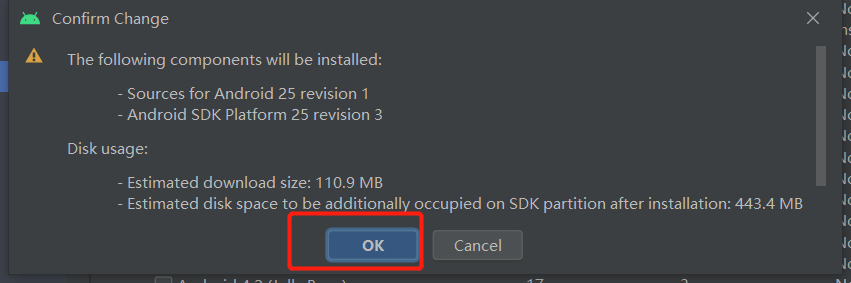 Confirm Change
The following components will be installed:
- Sources for Android 25 revision 1
- Android SDK Platform 25 revision 3
Disk usage:
- Estimated download size: 110.9 MB
- Estimated disk space to be additionally occupied on SDK partition after installation: 443.4 MB
OK Cancel